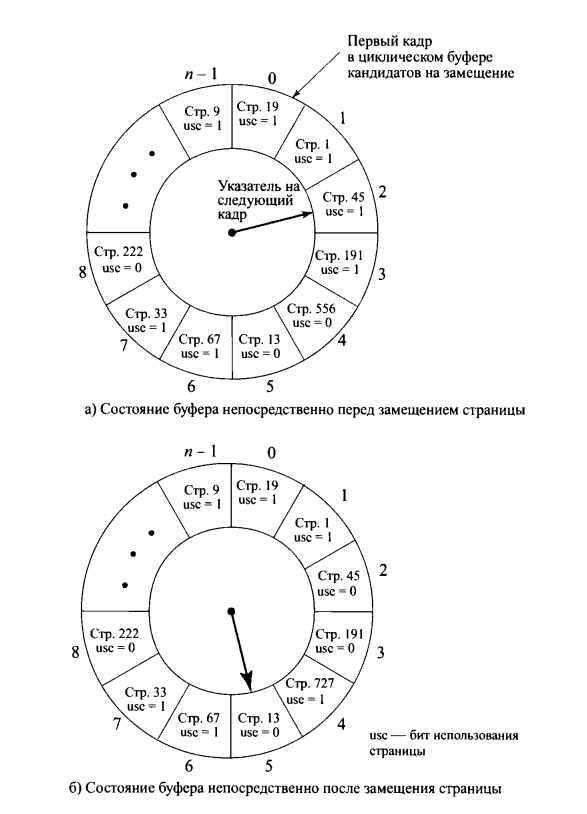 Первый кадр
в циклическом буфере
кандидатов на замещение
n – 1
0
Стр. 9
use = 1
Стр. 19
use = 1
1
Стр. 1
use = 1
2
Указатель на
следующий
кадр
Стр. 45
use = 1
Стр. 222
use = 0
8
Стр. 191
use = 1
3
Стр. 33
use = 1
7
Стр. 67
use = 1
Стр. 13
use = 0
Стр. 556
use = 0
4
6
5
а) Состояние буфера непосредственно перед замещением страницы
n – 1
0
Стр. 9
use = 1
Стр. 19
use = 1
1
Стр. 1
use = 1
2
Стр. 45
use = 0
Стр. 222
use = 0
8
Стр. 191
use = 0
3
Стр. 33
use = 1
7
Стр. 67
use = 1
Стр. 13
use = 0
Стр. 727
use = 1
4
6
5
use — бит использования
страницы
б) Состояние буфера непосредственно после замещения страницы